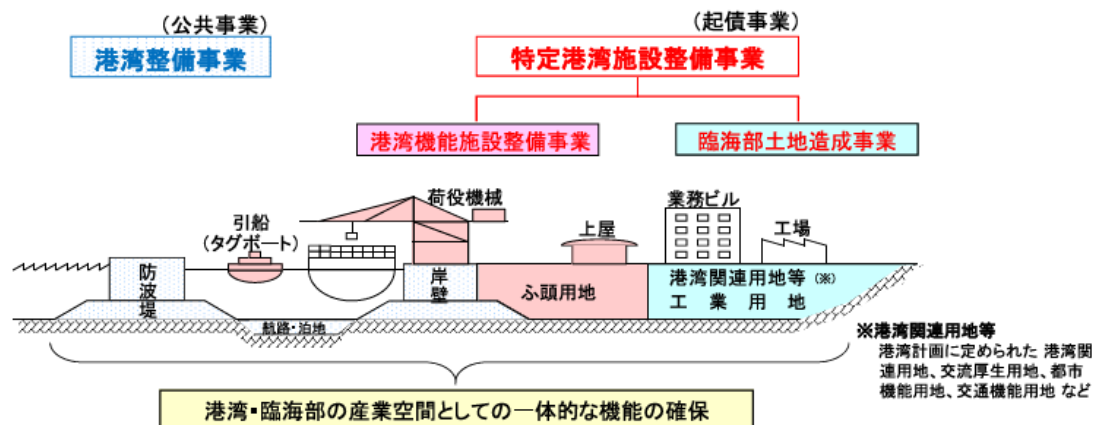 (公共事業)
港湾整備事業
(起債事業)
特定港湾施設整備事業
港湾機能施設整備事業
臨海部土地造成事業
荷役機械
業務ビル
引船
(タグボート)
上屋
工場
防波堤
岸壁
ふ頭用地
港湾関連用地等(※)
工業用地
航路・泊地
※港湾関連用地等
港湾計画に定められた 港湾関
連用地、交流厚生用地、都市
機能用地、交通機能用地 など
港湾・臨海部の産業空間としての一体的な機能の確保